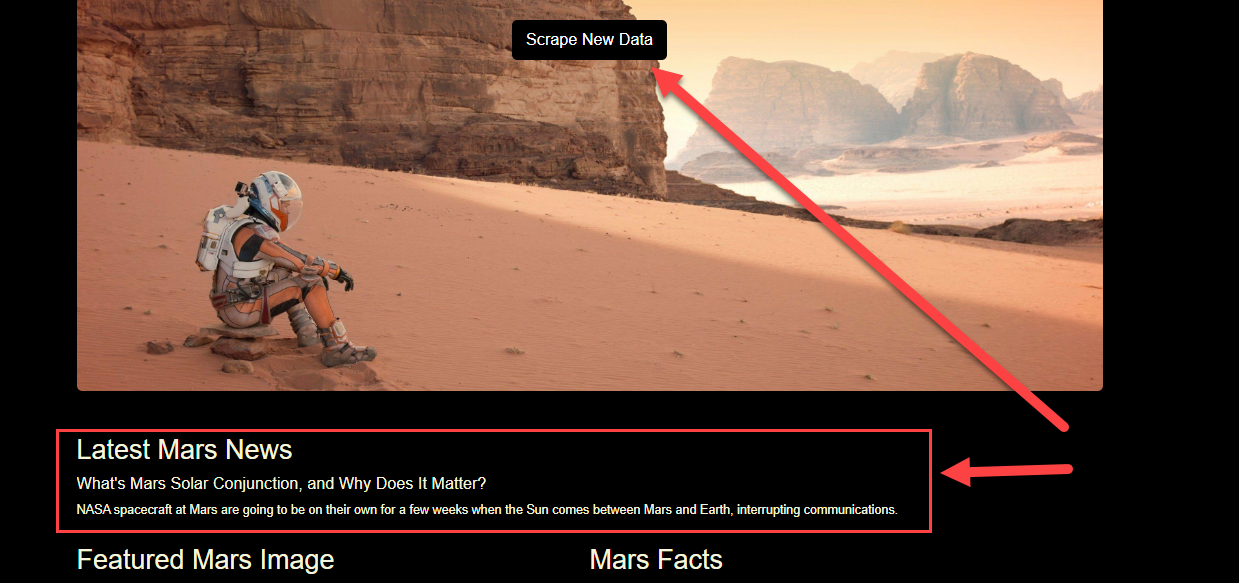 Scrape New Data
Latest Mars News
What's Mars Solar Conjunction, and Why Does It Matter?
NASA spacecraft at Mars are going to be on their own for a few weeks when the Sun comes between Mars and Earth, interrupting communications.
Featured Mars Image
Mars Facts